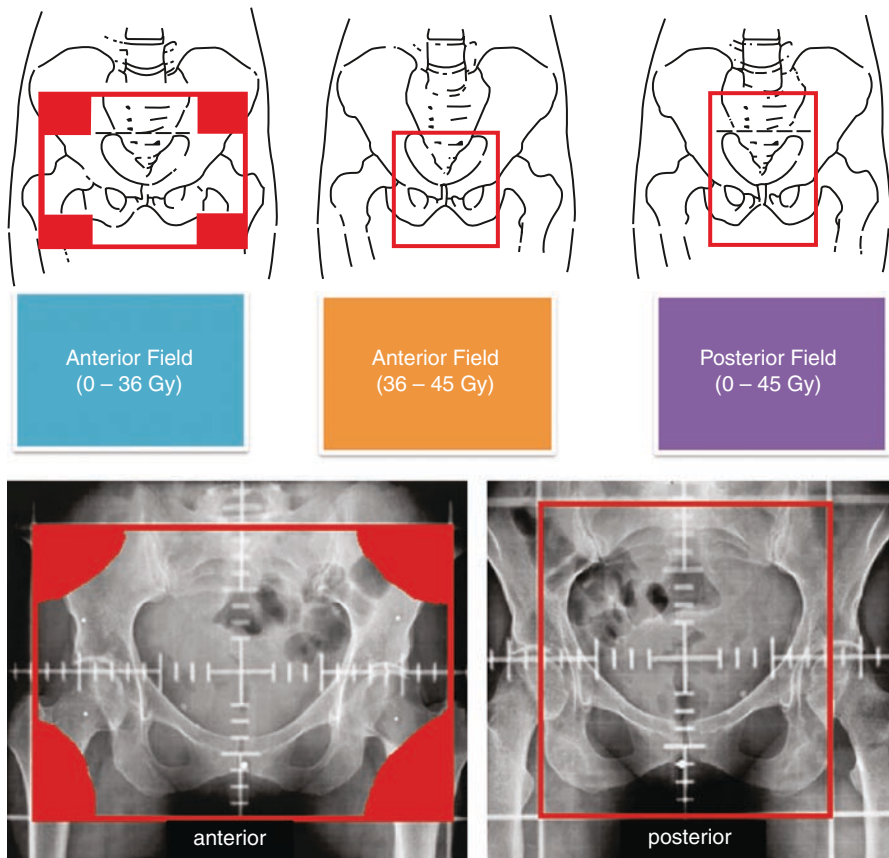 Anterior Field
(0 – 36 Gy)
Anterior Field
(36 – 45 Gy)
Posterior Field
(0 – 45 Gy)
anterior
posterior